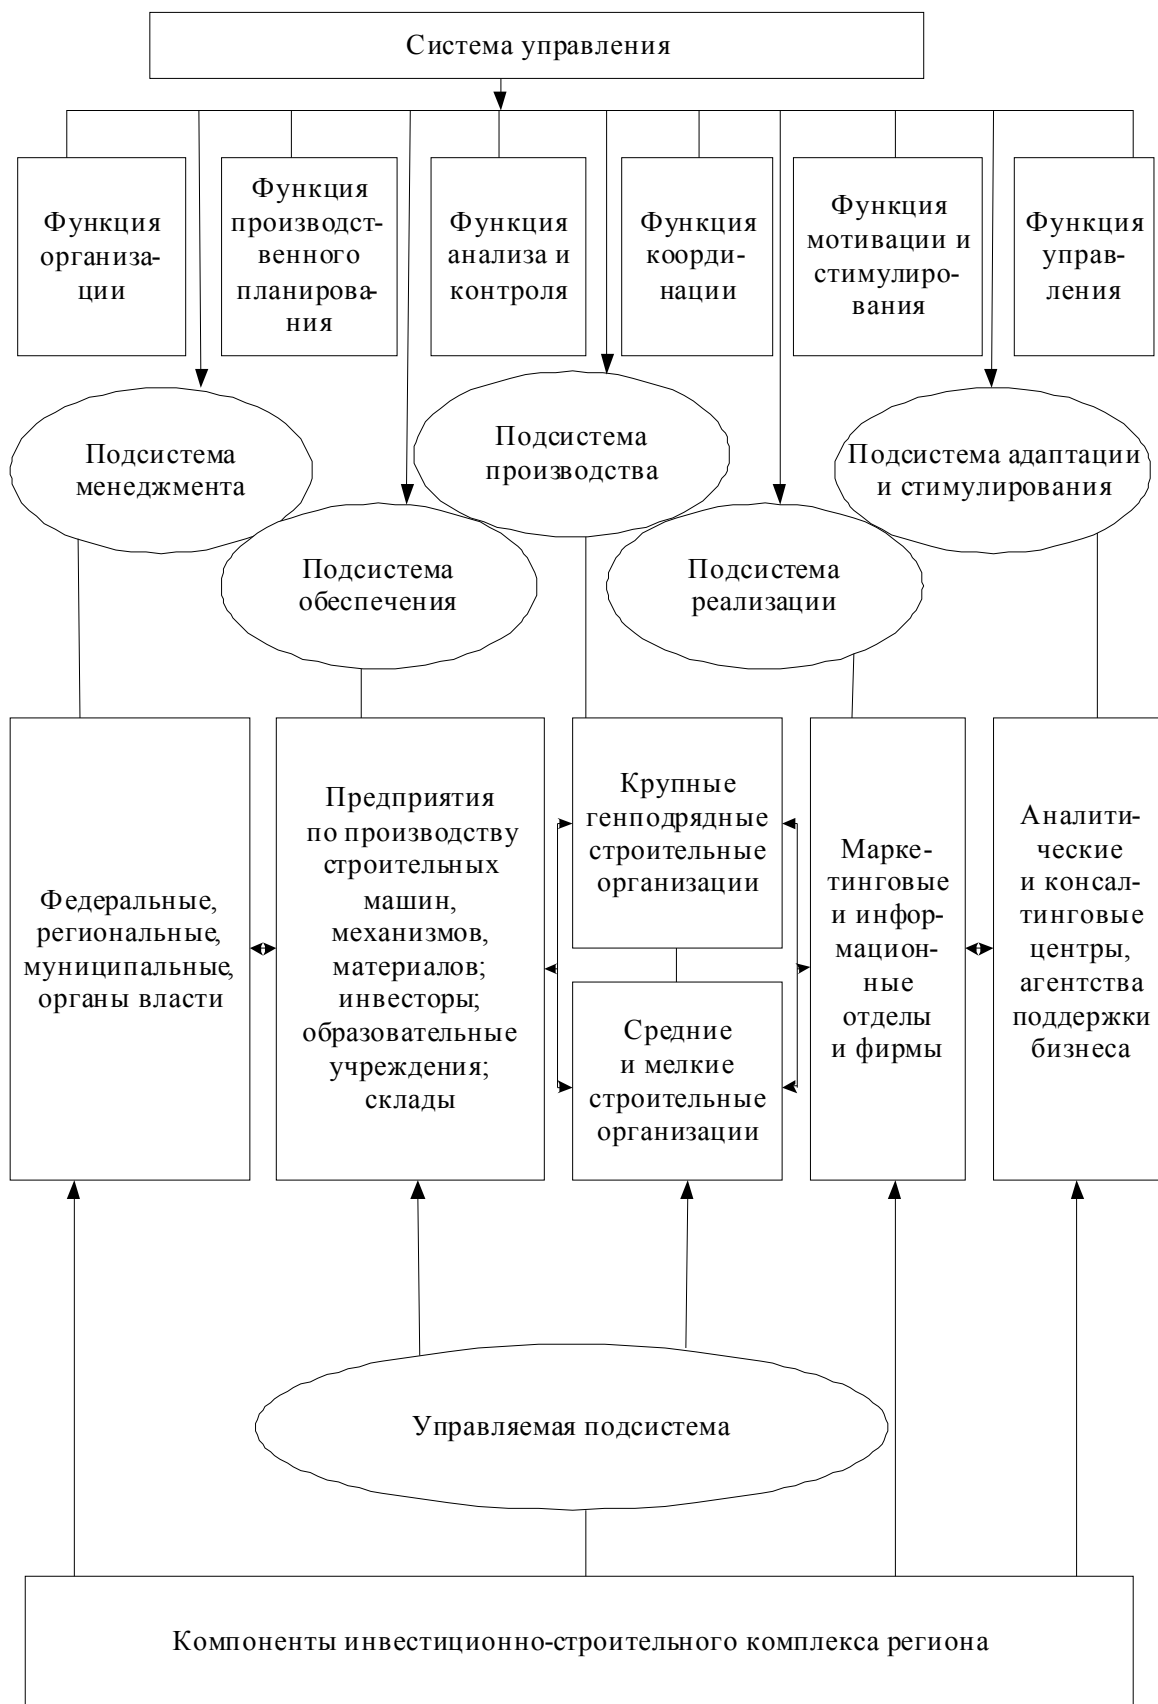 Система управления
Функция
организа-
ции
Функция
производст-
венного
планирова-
ния
Функция
анализа и
контроля
Функция
коорди-
нации
Функция
мотивации и
стимулиро-
вания
Функция
управ-
ления
Подсистема
менеджмента
Подсистема
производства
Подсистема адаптации
и стимулирования
Подсистема
обеспечения
Подсистема
реализации
Федеральные,
региональные,
муниципальные,
органы власти
Предприятия
по производству
строительных
машин,
механизмов,
материалов;
инвесторы;
образовательные
учреждения;
склады
Крупные
генподрядные
строительные
организации
Средние
и мелкие
строительные
организации
Марке-
тинговые
и инфор-
мацион-
ные
отделы
и фирмы
Аналити-
ческие
и консал-
тинговые
центры,
агентства
поддержки
бизнеса
Управляемая подсистема
Компоненты инвестиционно-строительного комплекса региона